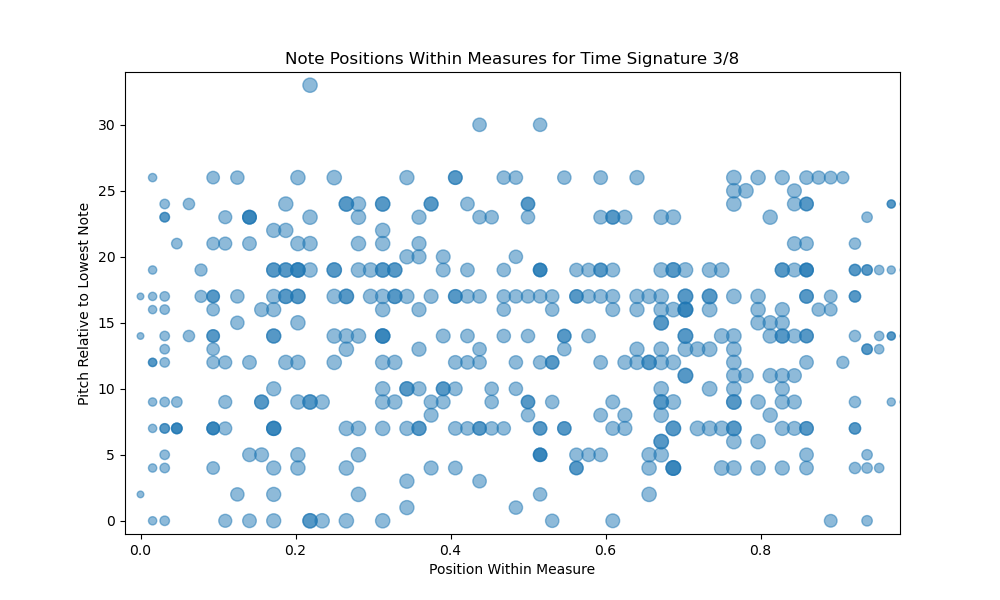 Note Positions Within Measures for Time Signature 3/8
30
25
20
15
10
5
0
Pitch Relative to Lowest Note
0.0 0.2 0.4 0.6 0.8
Position Within Measure